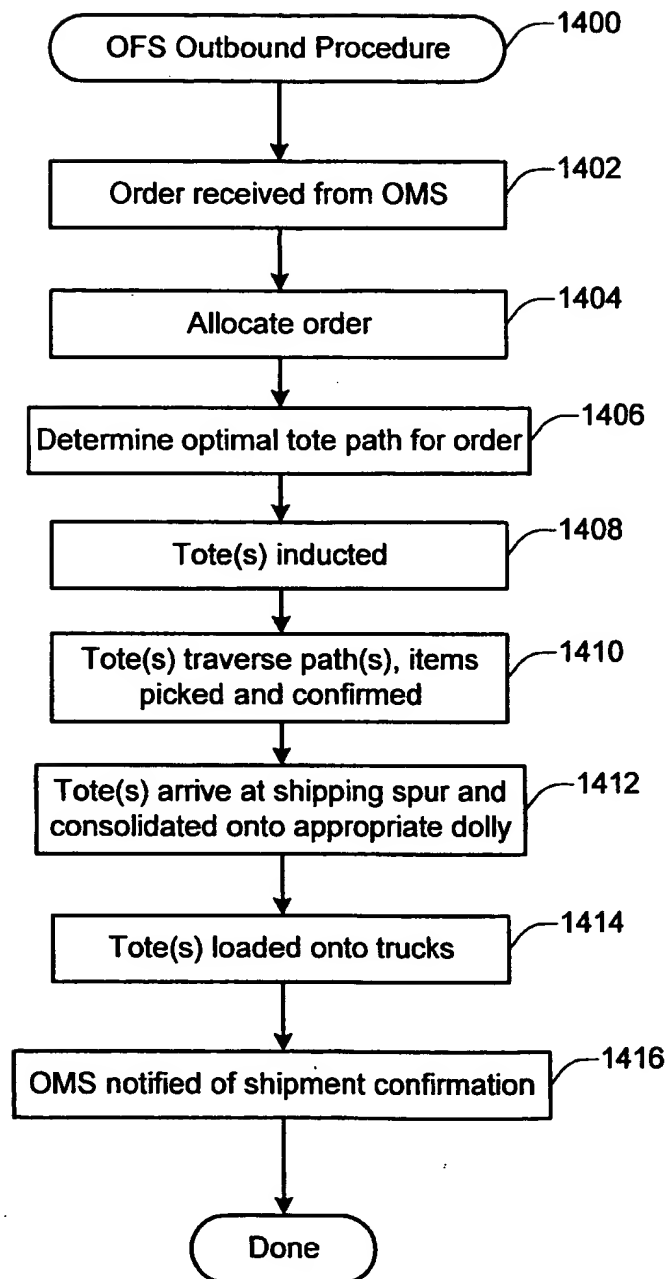 OFS Outbound Procedure
1400
Order received from OMS
1402
Allocate order
1404
Determine optimal tote path for order
1406
Tote(s) inducted
1408
Tote(s) traverse path(s), items
picked and confirmed
1410
Tote(s) arrive at shipping spur and
consolidated onto appropriate dolly
1412
Tote(s) loaded onto trucks
1414
OMS notified of shipment confirmation
1416
Done